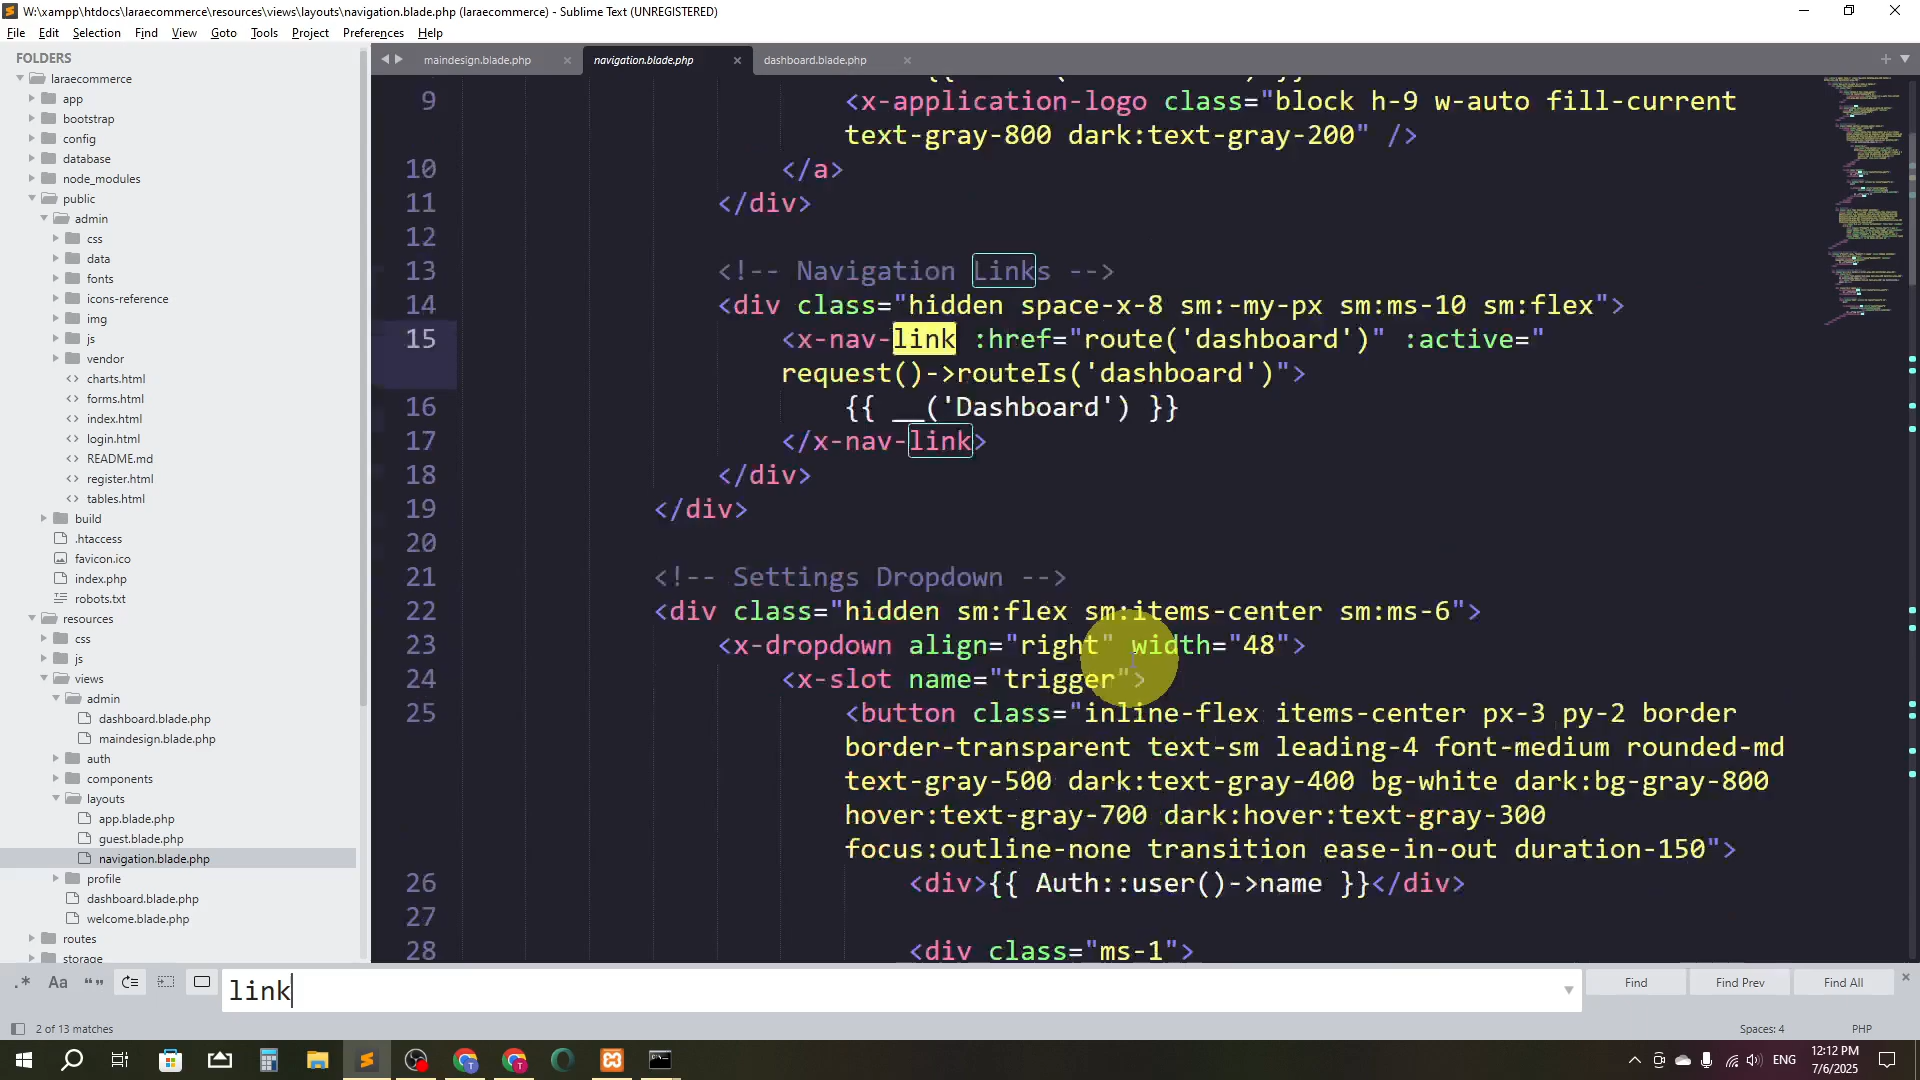 W:\xampp\htdocs\laraecommerce\resources\views\layouts\navigation.blade.php (laraecommerce) - Sublime Text (UNREGISTERED)
File Edit Selection Find View Goto Tools Project Preferences Help
FOLDERS
laraecommerce
app
bootstrap
config
database
node_modules
public
admin
css
data
fonts
icons-reference
img
js
vendor
charts.html
forms.html
index.html
login.html
README.md
register.html
tables.html
build
.htaccess
favicon.ico
index.php
robots.txt
resources
css
js
views
admin
dashboard.blade.php
maindesign.blade.php
auth
components
layouts
app.blade.php
guest.blade.php
navigation.blade.php
profile
dashboard.blade.php
welcome.blade.php
routes
storage
maindesign.blade.php
navigation.blade.php
dashboard.blade.php
9 <x-application-logo class="block h-9 w-auto fill-current
text-gray-800 dark:text-gray-200" />
10 </a>
11 </div>
12
13 <!-- Navigation Links -->
14 <div class="hidden space-x-8 sm:-my-px sm:ms-10 sm:flex">
15 <x-nav-link :href="route('dashboard')" :active="
request()->routeIs('dashboard')">
16 {{ __('Dashboard') }}
17 </x-nav-link>
18 </div>
19 </div>
20
21 <!-- Settings Dropdown -->
22 <div class="hidden sm:flex sm:items-center sm:ms-6">
23 <x-dropdown align="right" width="48">
24 <x-slot name="trigger">
25 <button class="inline-flex items-center px-3 py-2 border
border-transparent text-sm leading-4 font-medium rounded-md
text-gray-500 dark:text-gray-400 bg-white dark:bg-gray-800
hover:text-gray-700 dark:hover:text-gray-300
focus:outline-none transition ease-in-out duration-150">
26 <div>{{ Auth::user()->name }}</div>
27
28 <div class="ms-1">
link
Find
Find Prev
Find All
2 of 13 matches
Spaces: 4
PHP
ENG
12:12 PM
7/6/2025